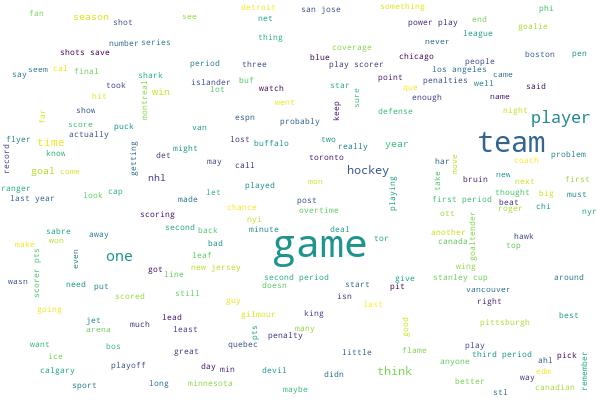 fan
season
shot
see
detroit
net
san jose
something
power play
end
phi
goalie
number
series
thing
never
league
shots save
blue
coverage
chicago
people
boston
pen
say
seem
cal
final
shark
period
three
play scorer
point
los angeles
came
took
islander
buf
watch
star
que
penalties
well
said
hit
montreal
win
lot
went
keep
sure
enough
name
night
show
far
score
puck
van
espn
probably
defense
player
record
flyer
time
actually
getting
lost
buffalo
two
really
year
team
problem
know
might
det
toronto
har
move
coach
goal
come
nhl
may
call
hockey
take
bruin
new
next
first
ranger
look
cap
played
mon
playing
thought
big
must
last year
made
let
post
first period
beat
roger
chi
nyr
scoring
chance
nyi
overtime
ott
goaltender
sabre
away
second
back
minute
deal
another
canada
hawk
make
won
one
bad
game
tor
top
scorer pts
even
leaf
got
line
new jersey
second period
give
wing
stanley cup
around
wasn
need
put
doesn
start
pit
vancouver
scored
still
guy
isn
last
right
going
jet
lead
gilmour
king
good
pittsburgh
best
arena
much
least
pts
penalty
many
want
bos
great
quebec
little
flame
play
third period
pick
ice
playoff
day
min
devil
didn
think
anyone
ahl
remember
calgary
way
edm
sport
long
minnesota
maybe
better
stl
canadian